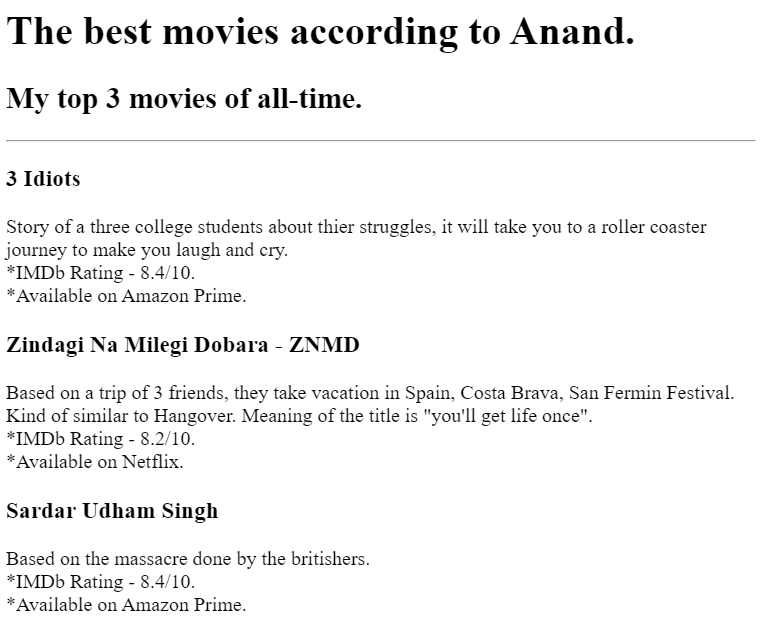 The best movies according to Anand.
My top 3 movies of all-time.
3 Idiots
Story of a three college students about thier struggles, it will take you to a roller coaster
journey to make you laugh and cry.
*IMDb Rating - 8.4/10.
*Available on Amazon Prime.
Zindagi Na Milegi Dobara - ZNMD
Based on a trip of 3 friends, they take vacation in Spain, Costa Brava, San Fermin Festival.
Kind of similar to Hangover. Meaning of the title is "you'll get life once".
*IMDb Rating - 8.2/10.
*Available on Netflix.
Sardar Udham Singh
Based on the massacre done by the britishers.
*IMDb Rating - 8.4/10.
*Available on Amazon Prime.